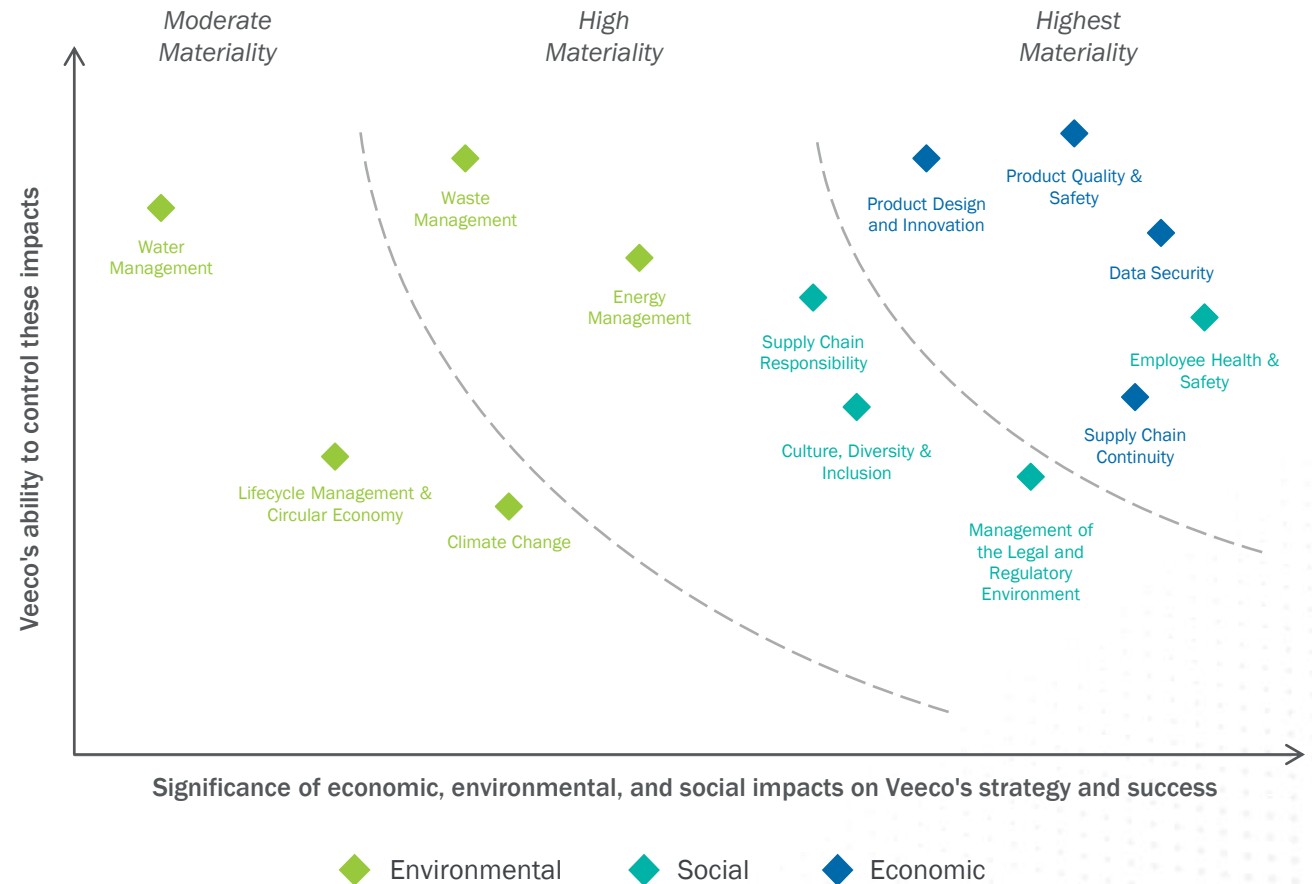 Moderate
Materiality
High
Materiality
Highest
Materiality
Veeco's ability to control these impacts
Water
Management
Waste
Management
Energy
Management
Lifecycle Management &
Circular Economy
Climate Change
Supply Chain
Responsibility
Culture, Diversity &
Inclusion
Management of
the Legal and
Regulatory
Environment
Product Design
and Innovation
Product Quality &
Safety
Data Security
Employee Health &
Safety
Supply Chain
Continuity
Significance of economic, environmental, and social impacts on Veeco's strategy and success
Environmental
Social
Economic